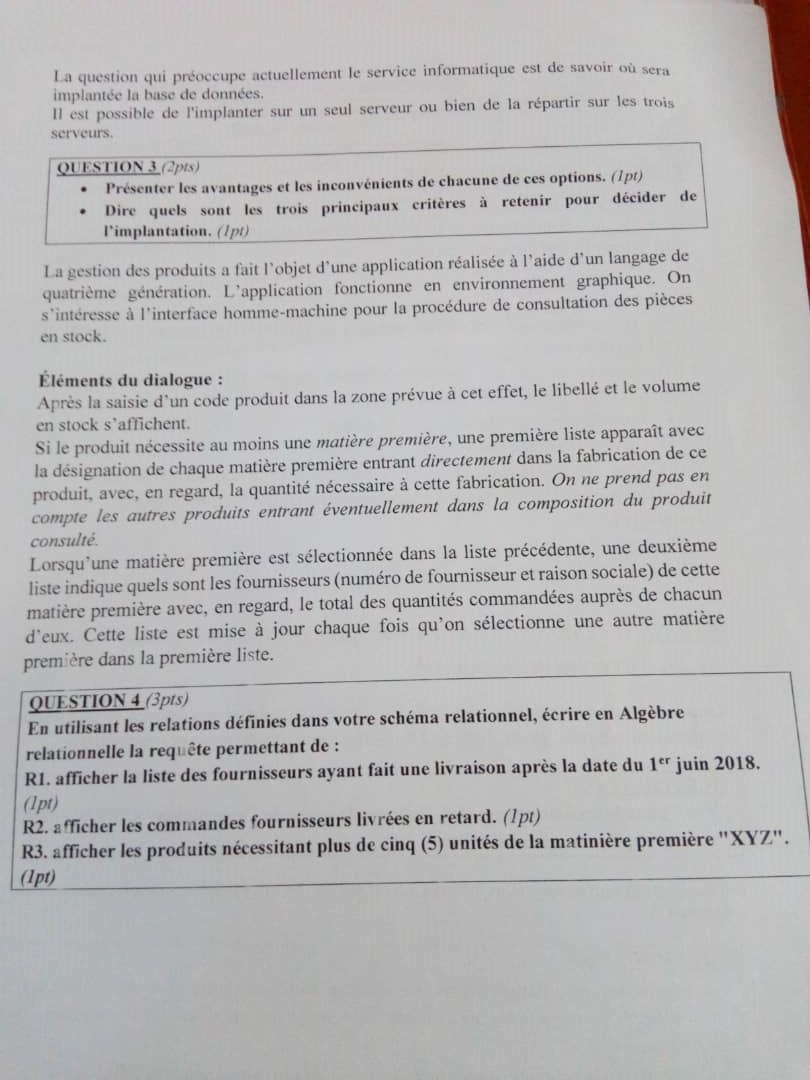 La question qui préoccupe actuellement le service informatique est de savoir où sera
implantée la base de données.
Il est possible de l'implanter sur un seul serveur ou bien de la répartir sur les trois
serveurs.
QUESTION 3 (2pts)
• Présenter les avantages et les inconvénients de chacune de ces options. (1pt)
• Dire quels sont les trois principaux critères à retenir pour décider de
l'implantation. (1pt)
La gestion des produits a fait l'objet d'une application réalisée à l'aide d'un langage de
quatrième génération. L'application fonctionne en environnement graphique. On
s'intéresse à l'interface homme-machine pour la procédure de consultation des pièces
en stock.
Éléments du dialogue :
Après la saisie d'un code produit dans la zone prévue à cet effet, le libellé et le volume
en stock s'affichent.
Si le produit nécessite au moins une matière première, une première liste apparaît avec
la désignation de chaque matière première entrant directement dans la fabrication de ce
produit, avec, en regard, la quantité nécessaire à cette fabrication. On ne prend pas en
compte les autres produits entrant éventuellement dans la composition du produit
consulté.
Lorsqu'une matière première est sélectionnée dans la liste précédente, une deuxième
liste indique quels sont les fournisseurs (numéro de fournisseur et raison sociale) de cette
matière première avec, en regard, le total des quantités commandées auprès de chacun
d'eux. Cette liste est mise à jour chaque fois qu'on sélectionne une autre matière
première dans la première liste.
QUESTION 4 (3pts)
En utilisant les relations définies dans votre schéma relationnel, écrire en Algèbre
relationnelle la requête permettant de :
R1. afficher la liste des fournisseurs ayant fait une livraison après la date du 1er juin 2018.
(1pt)
R2. afficher les commandes fournisseurs livrées en retard. (1pt)
R3. afficher les produits nécessitant plus de cinq (5) unités de la matinière première "XYZ".
(1pt)